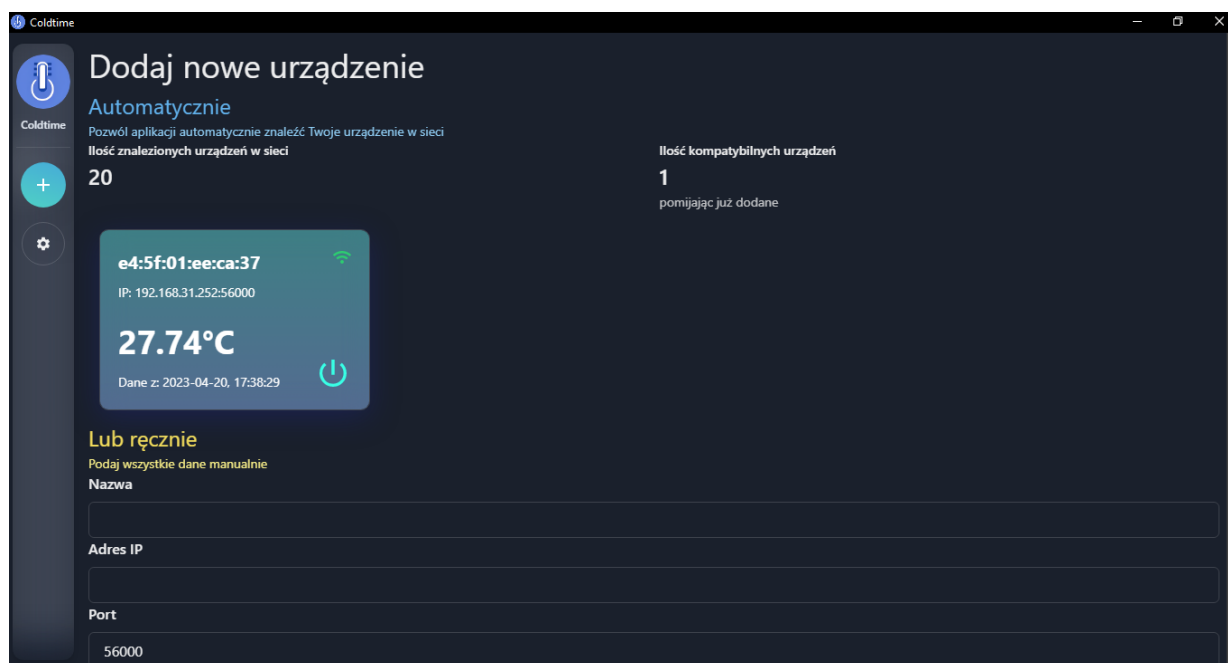 Coldtime
Coldtime
Dodaj nowe urządzenie
Automatycznie
Pozwól aplikacji automatycznie znaleźć Twoje urządzenie w sieci
Ilość znalezionych urządzeń w sieci
20
Ilość kompatybilnych urządzeń
1
pomijając już dodane
e4:5f:01:ee:ca:37
IP: 192.168.31.252:56000
27.74°C
Dane z: 2023-04-20, 17:38:29
Lub ręcznie
Podaj wszystkie dane manualnie
Nazwa
Adres IP
Port
56000